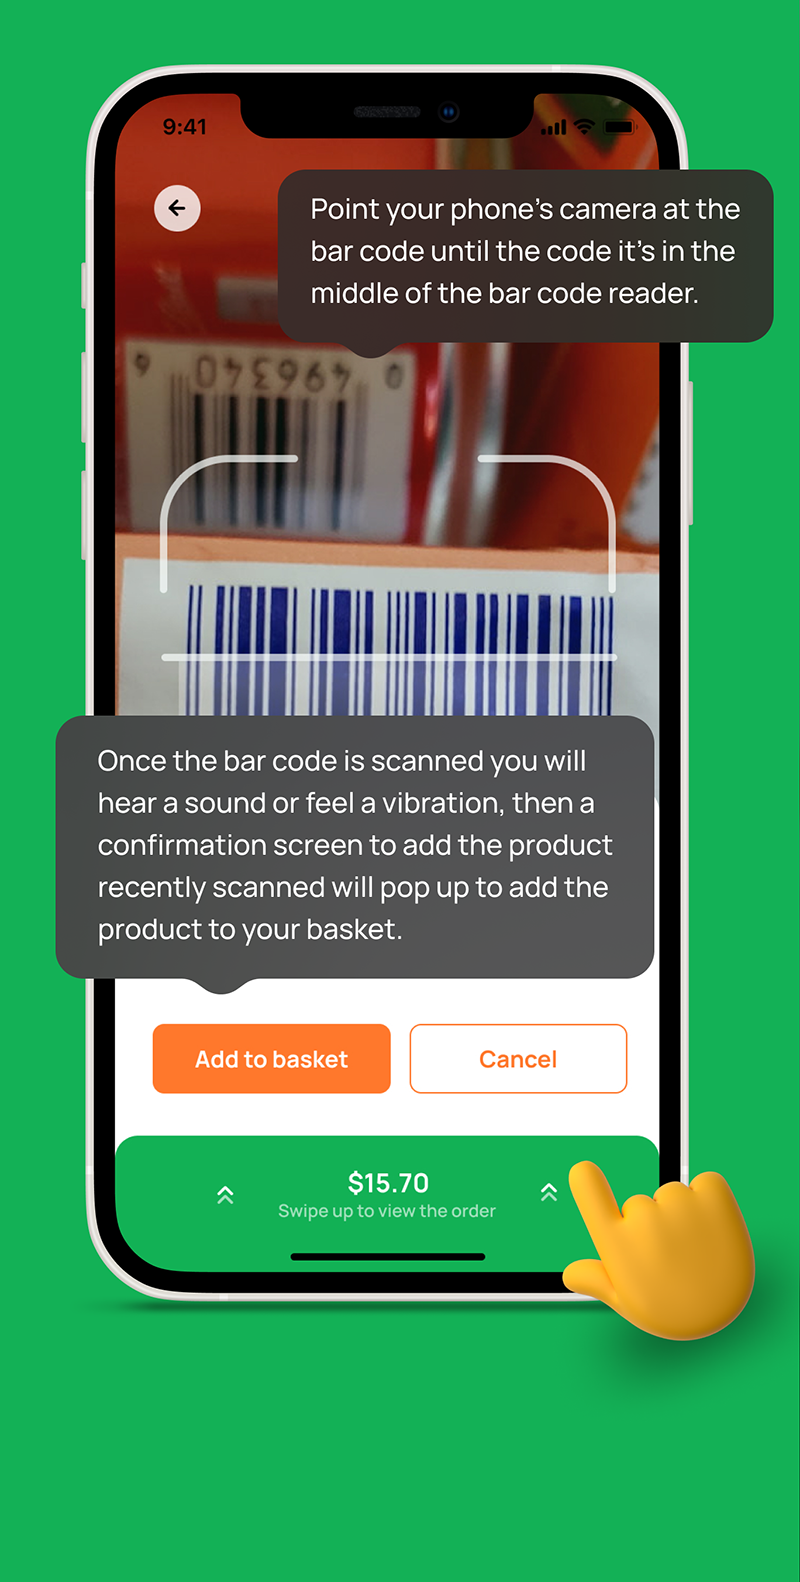 9:41
Point your phone's camera at the
bar code until the code it's in the
middle of the bar code reader.
0 496340 6
Once the bar code is scanned you will
hear a sound or feel a vibration, then a
confirmation screen to add the product
recently scanned will pop up to add the
product to your basket.
Add to basket
Cancel
$15.70
Swipe up to view the order